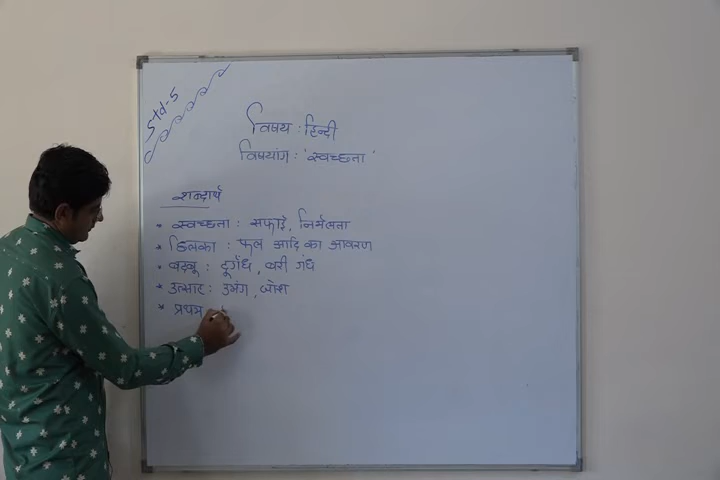 Std-5
विषय : हिन्दी
विषयांग : 'स्वच्छता'
शब्दार्थ
* स्वच्छता : सफाई, निर्मलता
* छिलका : फल आदि का आवरण
* बदबू : दुर्गंध, बुरी गंध
* उत्साह : उमंग, जोश
* प्रथम